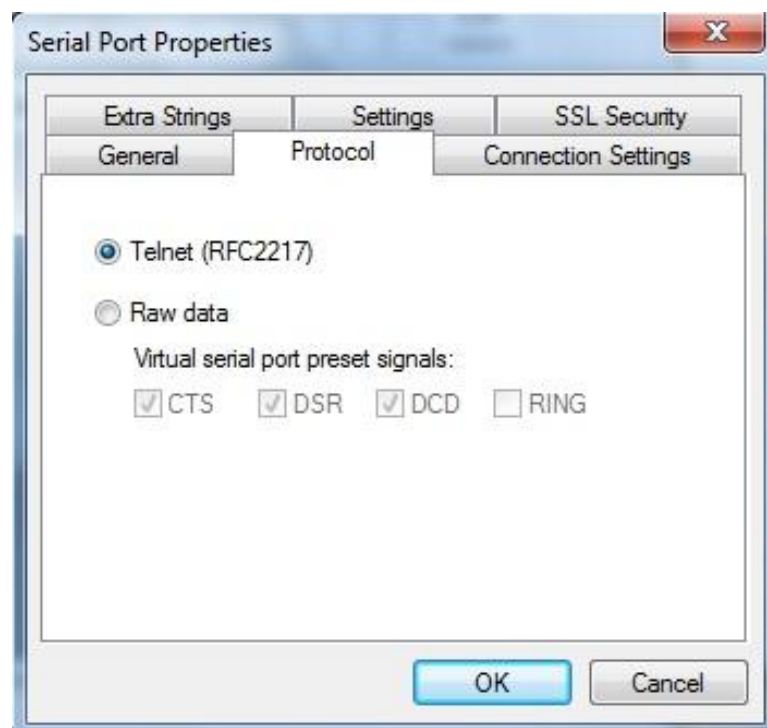 Serial Port Properties
Extra Strings Settings SSL Security
General Protocol Connection Settings
Telnet (RFC2217)
Raw data
Virtual serial port preset signals:
CTS DSR DCD RING
OK Cancel